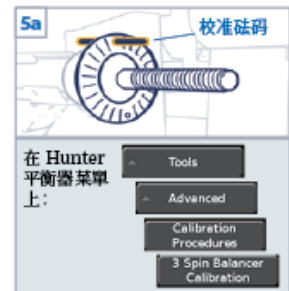 5a
校准砝码
在 Hunter
平衡器菜單
上：
Tools
Advanced
Calibration
Procedures
3 Spin Balancer
Calibration